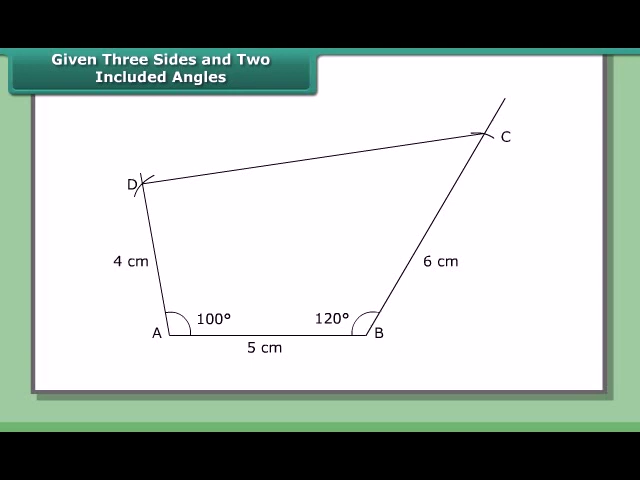 Given Three Sides and Two
Included Angles
C
D
4 cm
6 cm
100°
120°
A
B
5 cm